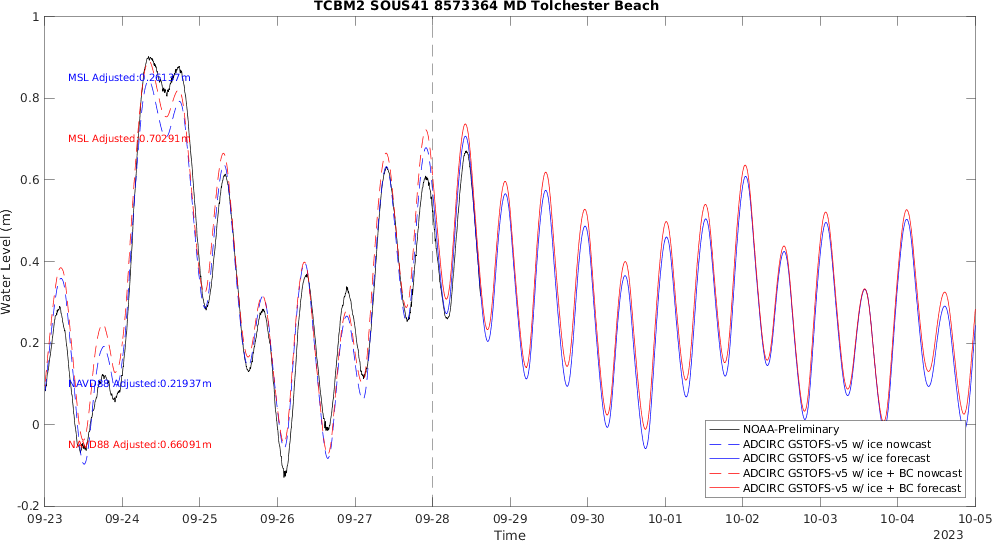 TCBM2 SOUS41 8573364 MD Tolchester Beach
Water Level (m)
1
0.8
0.6
0.4
0.2
0
-0.2
MSL Adjusted:0.26137m
MSL Adjusted:0.70291m
NAVD88 Adjusted:0.21937m
NAVD88 Adjusted:0.66091m
NOAA-Preliminary
ADCIRC GSTOFS-v5 w/ ice nowcast
ADCIRC GSTOFS-v5 w/ ice forecast
ADCIRC GSTOFS-v5 w/ ice + BC nowcast
ADCIRC GSTOFS-v5 w/ ice + BC forecast
09-23 09-24 09-25 09-26 09-27 09-28 09-29 09-30 10-01 10-02 10-03 10-04 10-05
Time
2023